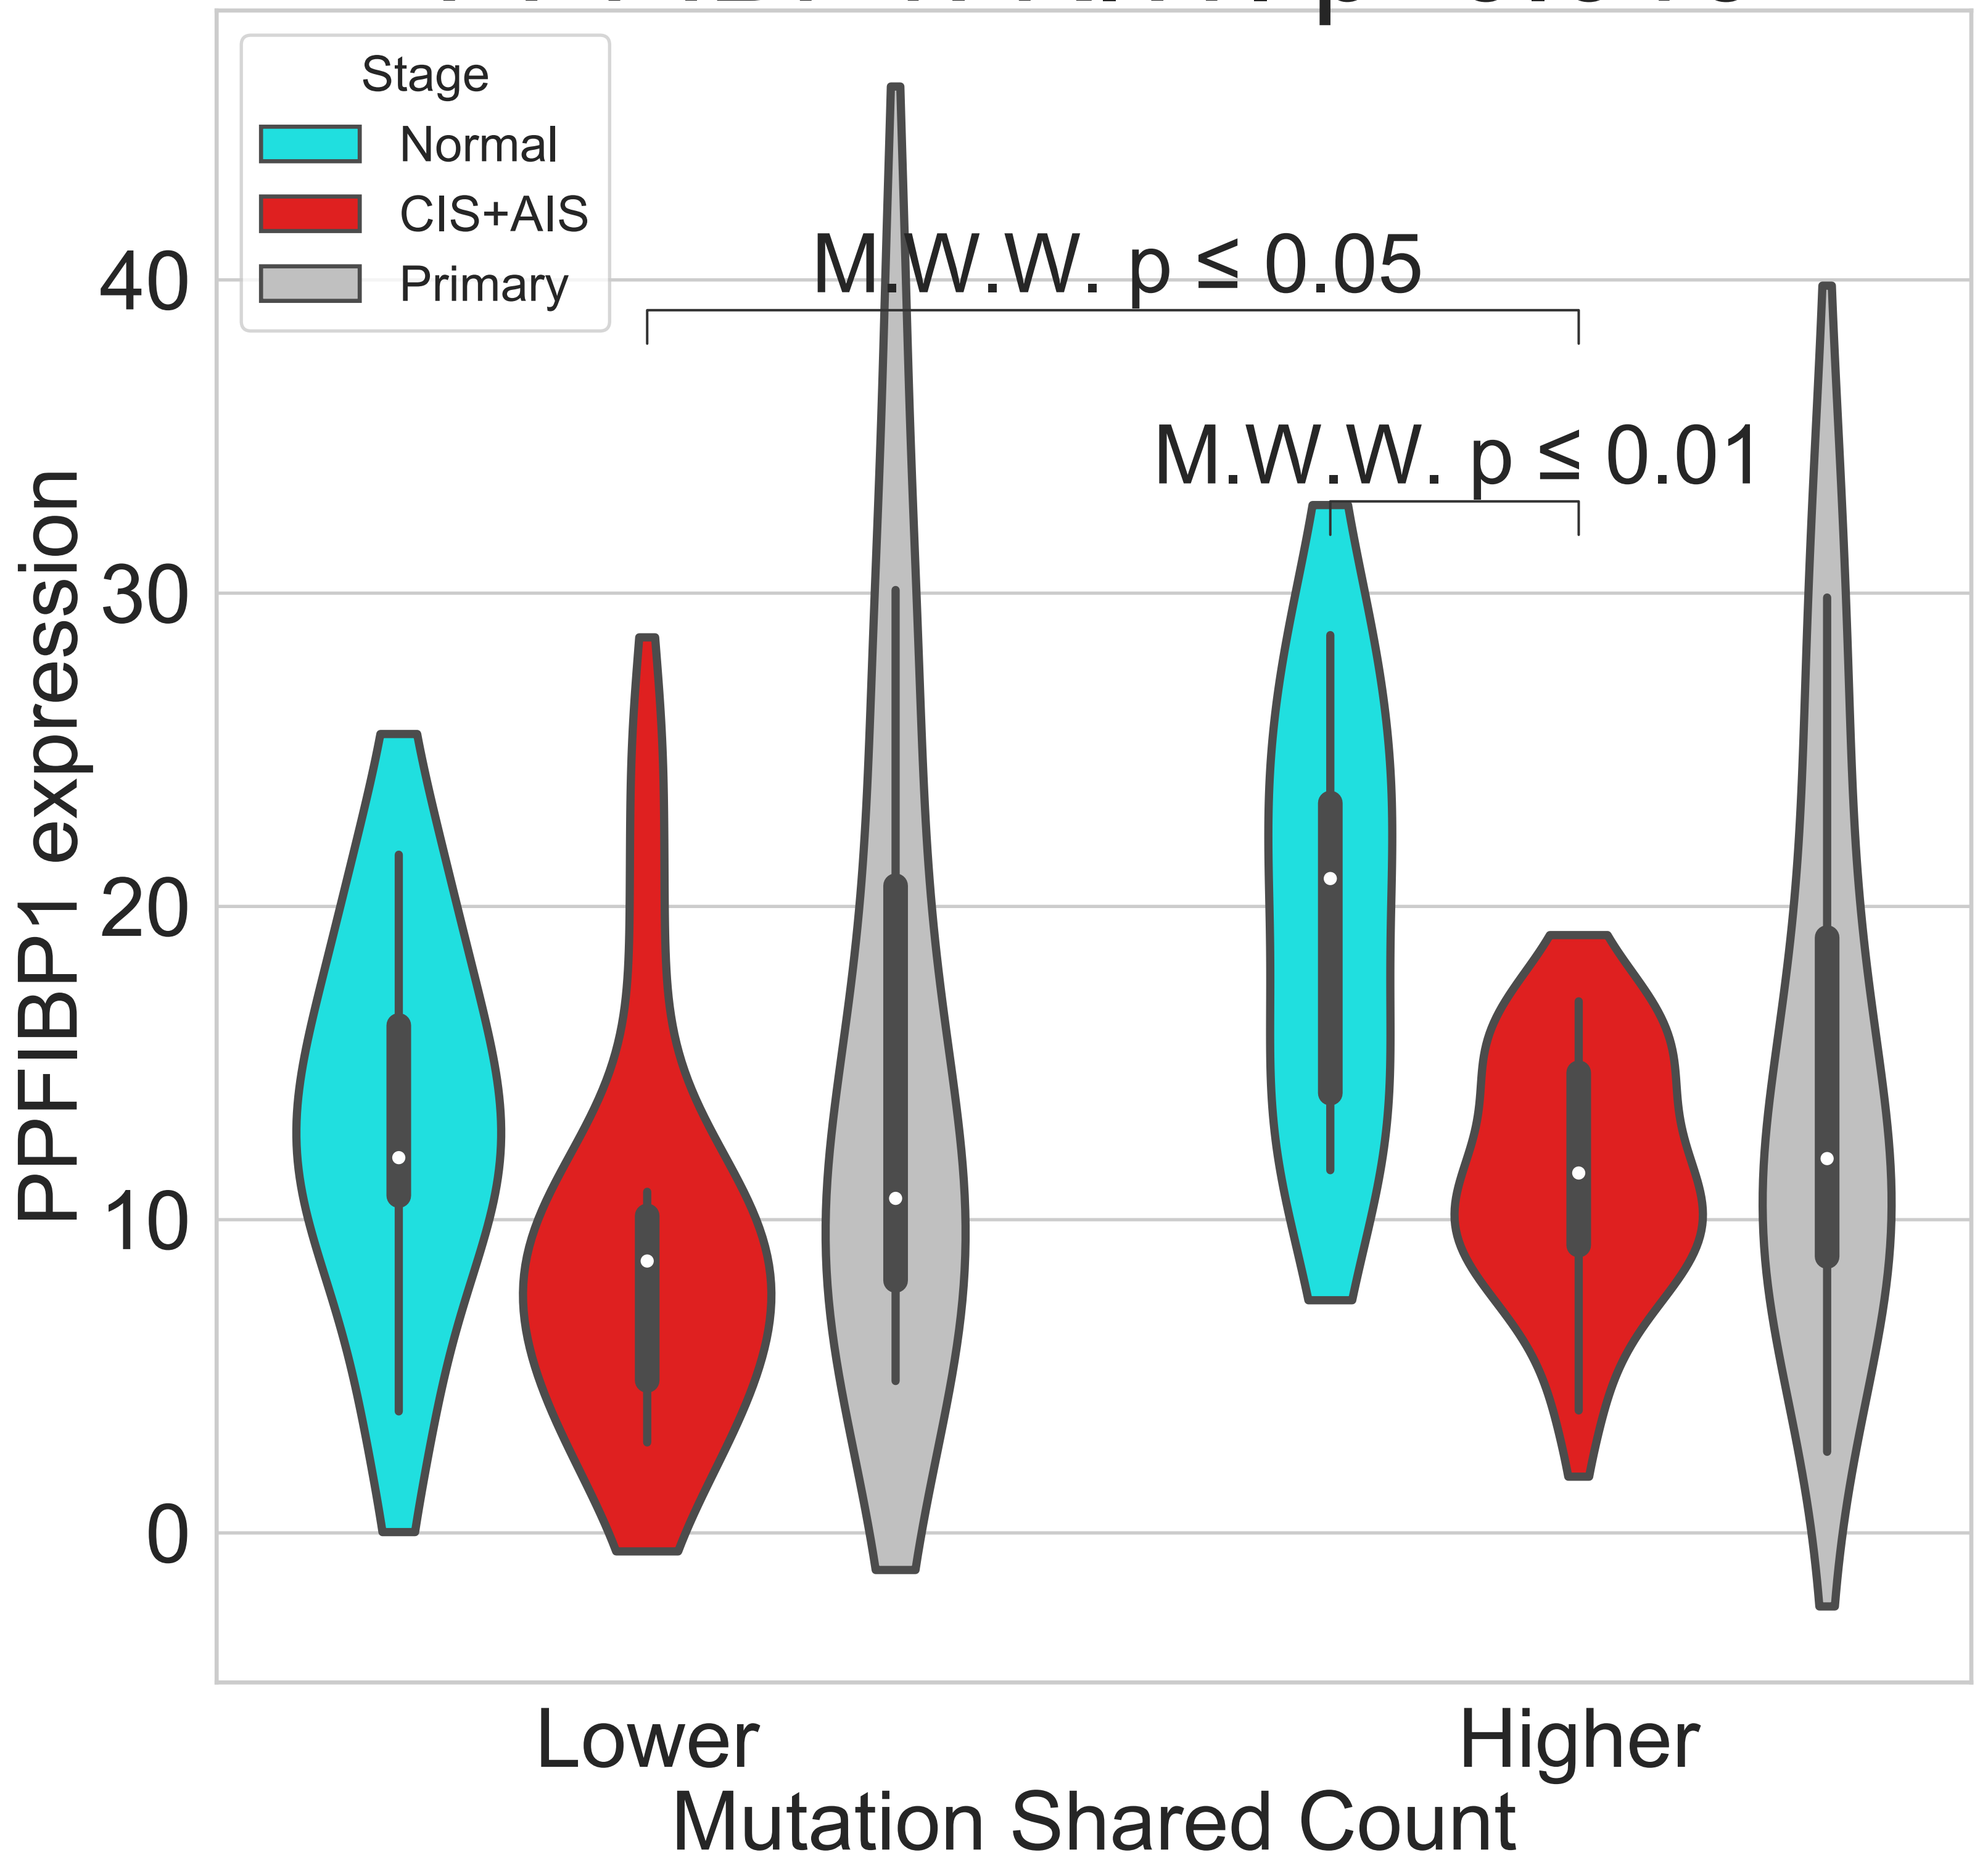 Stage
Normal
CIS+AIS
Primary
M.W.W. p ≤ 0.05
M.W.W. p ≤ 0.01
40
30
20
10
0
PPFIBP1 expression
Lower
Higher
Mutation Shared Count